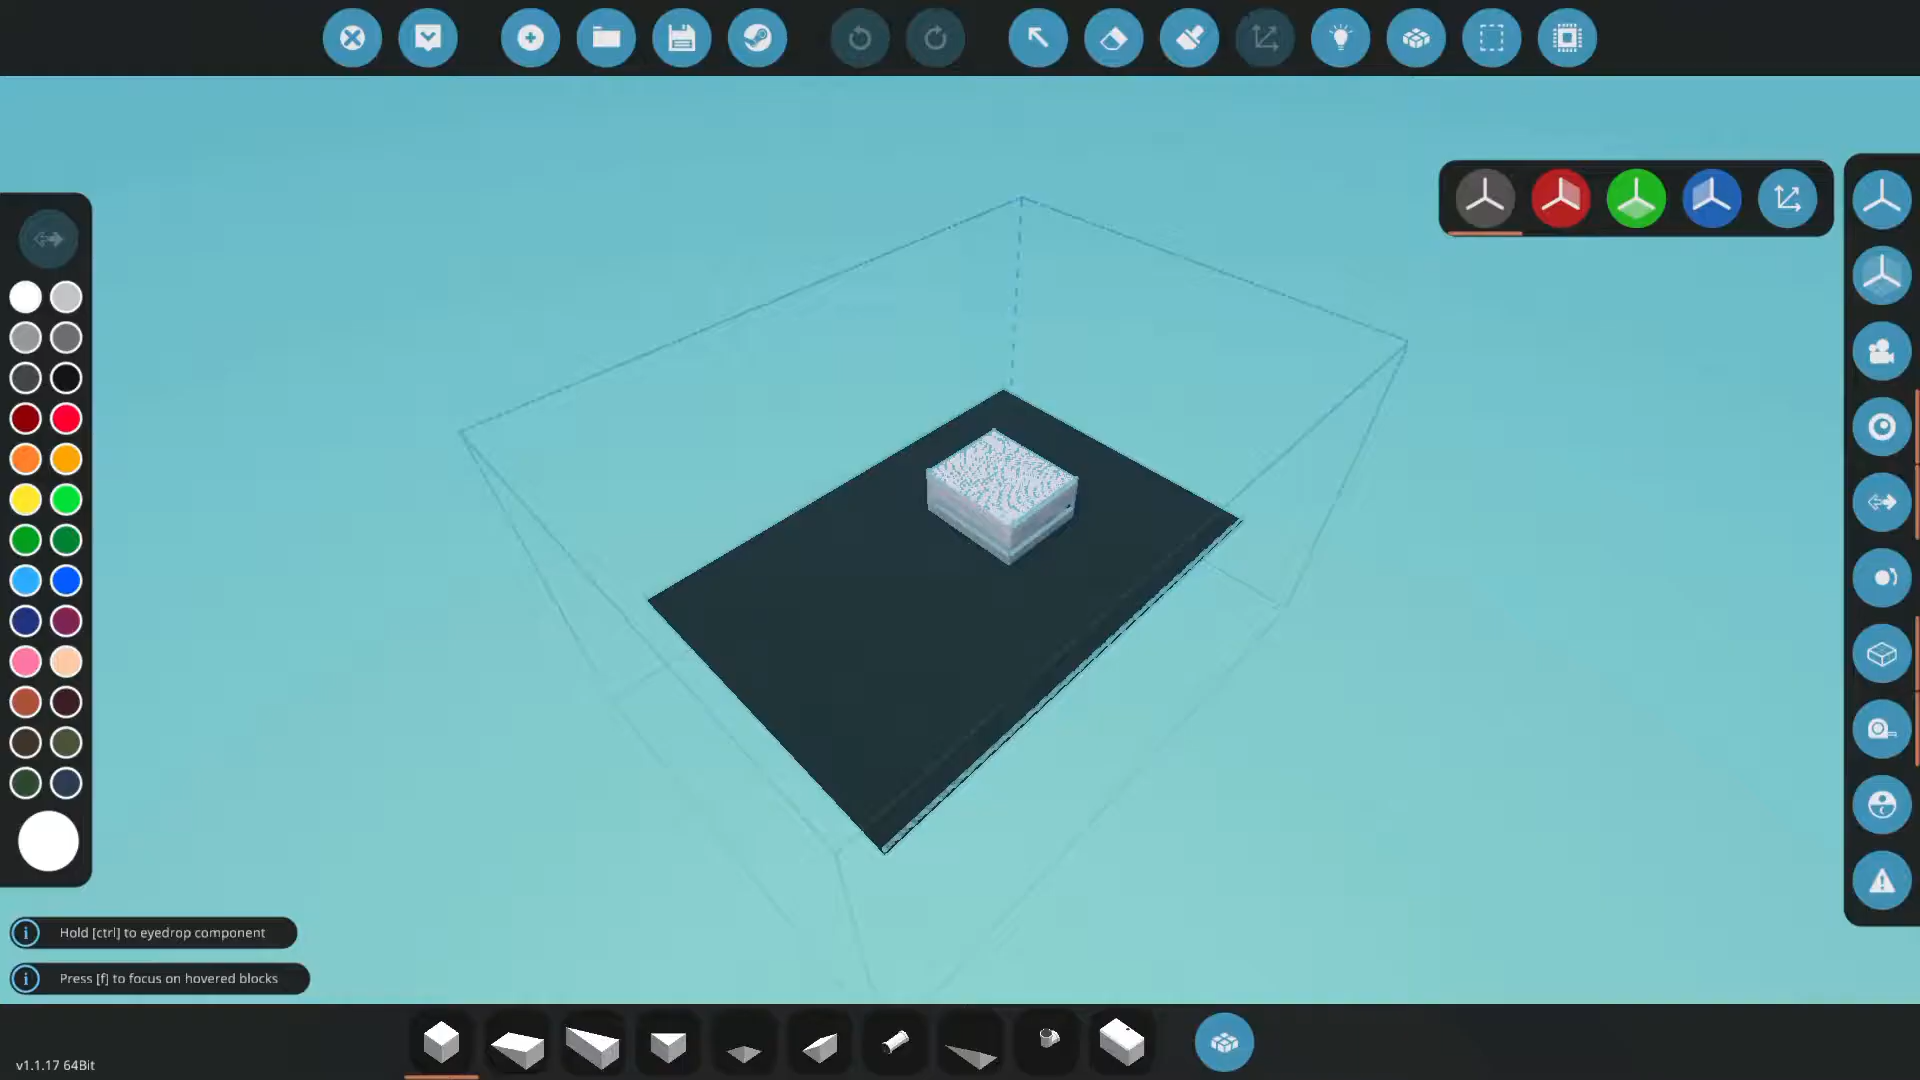 Hold [ctrl] to eyedrop component
Press [f] to focus on hovered blocks
v1.1.17 64Bit